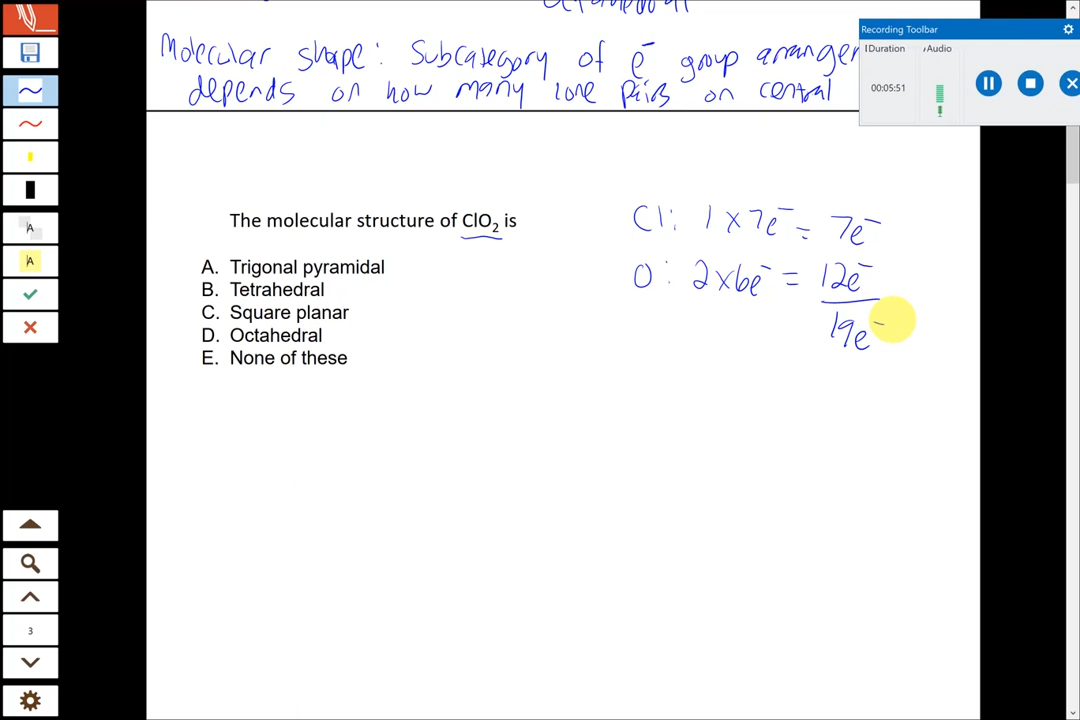 Octahedral
Molecular shape: Subcategory of e⁻ group arranger
depends on how many lone pairs on central
Recording Toolbar
Duration
Audio
00:05:51
The molecular structure of ClO₂ is
A. Trigonal pyramidal
B. Tetrahedral
C. Square planar
D. Octahedral
E. None of these
Cl: 1 x 7e⁻ = 7e⁻
O: 2 x 6e⁻ = 12e⁻
19e⁻
A
A
3